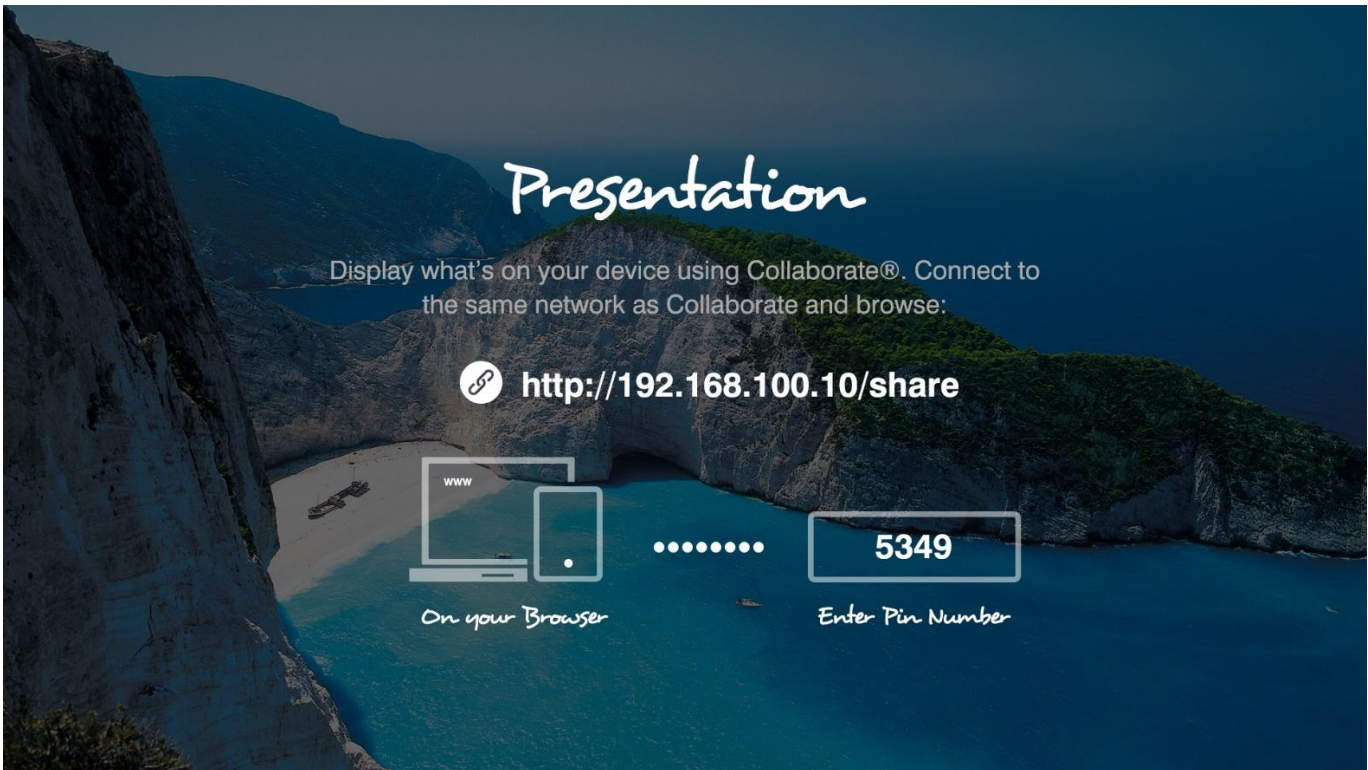 Presentation
Display what's on your device using Collaborate®. Connect to
the same network as Collaborate and browse:
http://192.168.100.10/share
www
5349
On your Browser
Enter Pin Number